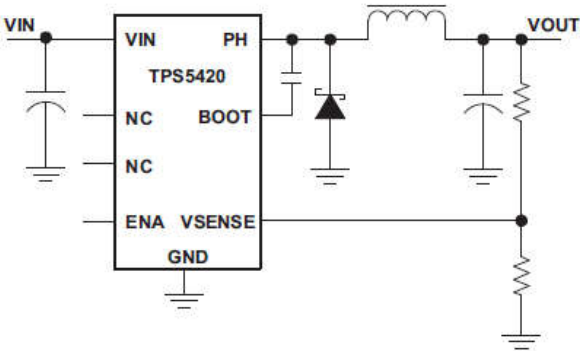 VIN
VOUT
VIN
PH
TPS5420
NC
BOOT
NC
ENA
VSENSE
GND